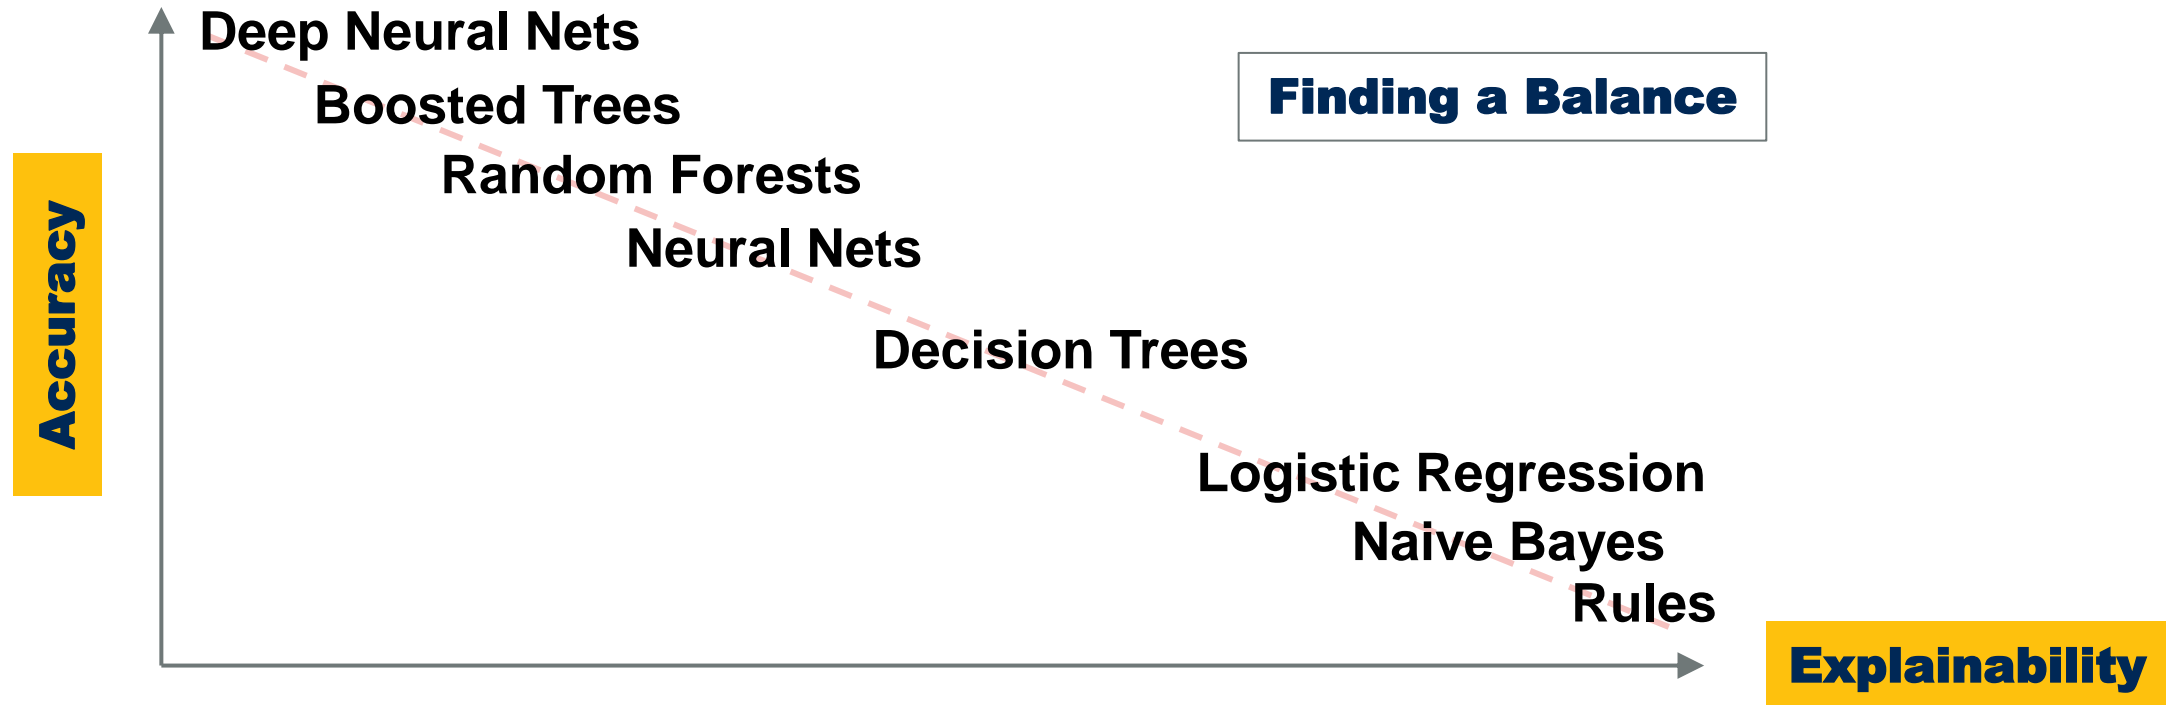 Deep Neural Nets
Boosted Trees
Finding a Balance
Random Forests
Accuracy
Neural Nets
Decision Trees
Logistic Regression
Naive Bayes
Rules
Explainability